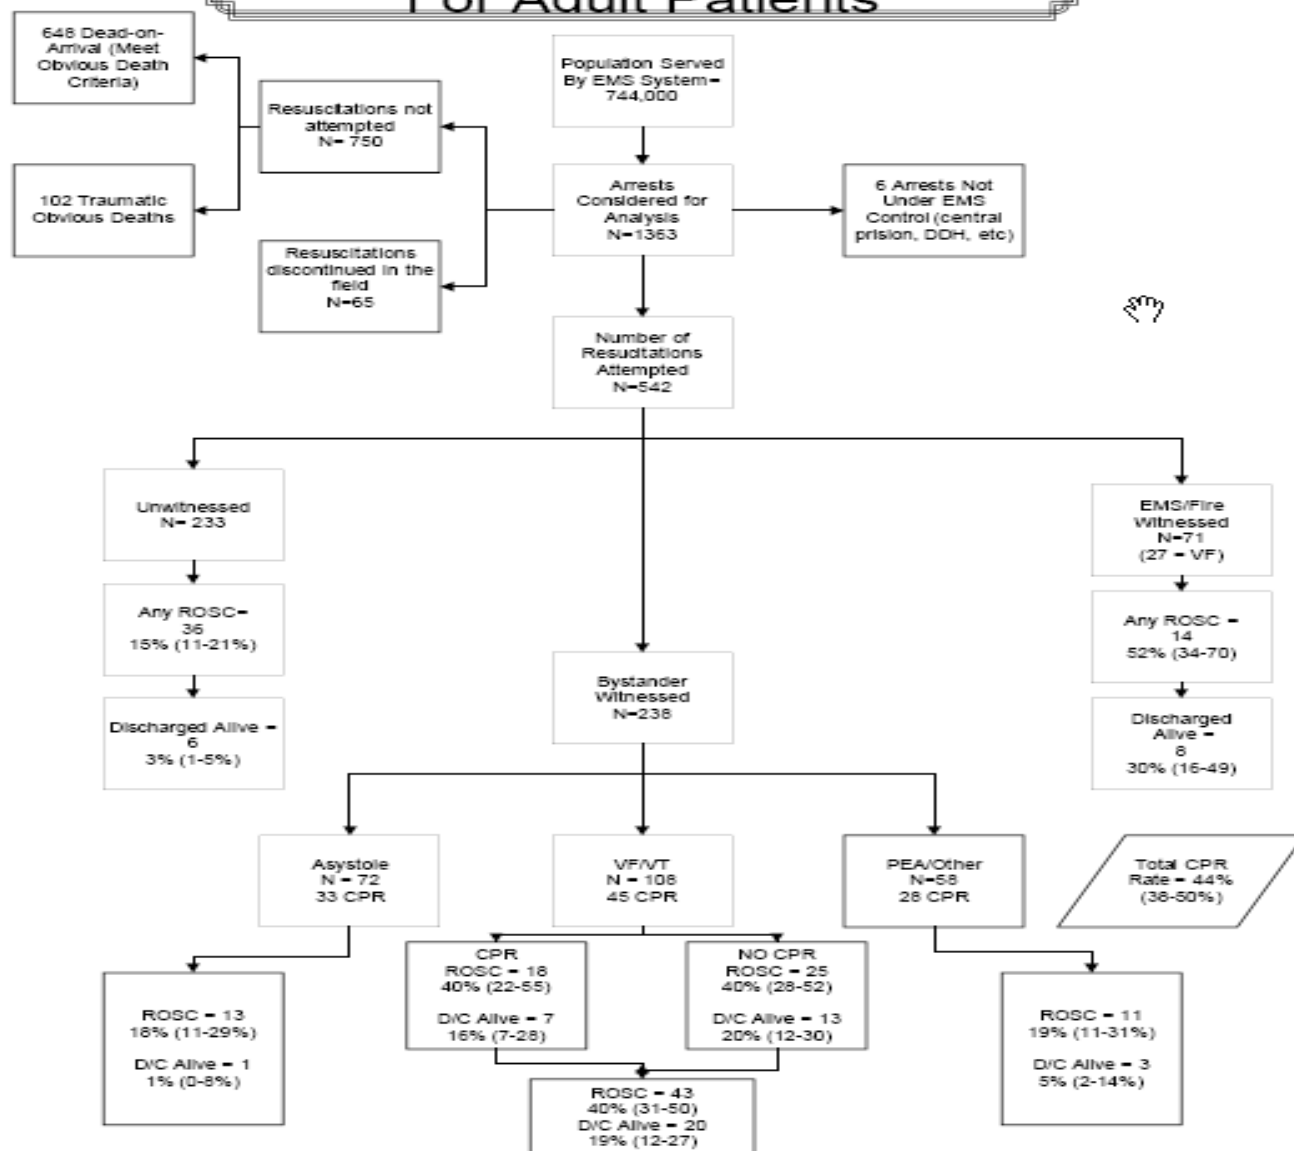 For Adult Patients
648 Dead-on-
Arrival (Meet
Obvious Death
Criteria)
Population Served
By EMS System=
744,000
Resuscitations not
attempted
N= 750
102 Traumatic
Obvious Deaths
Arrests
Considered for
Analysis
N=1363
6 Arrests Not
Under EMS
Control (central
prision, DDH, etc)
Resuscitations
discontinued in the
field
N=65
Number of
Resucitations
Attempted
N=542
Unwitnessed
N= 233
EMS/Fire
Witnessed
N=71
(27 = VF)
Any ROSC=
36
15% (11-21%)
Any ROSC =
14
52% (34-70)
Bystander
Witnessed
N=238
Discharged Alive =
6
3% (1-5%)
Discharged
Alive =
8
30% (16-49)
Asystole
N = 72
33 CPR
VF/VT
N = 108
45 CPR
PEA/Other
N=58
28 CPR
Total CPR
Rate = 44%
(38-50%)
ROSC = 13
18% (11-29%)
D/C Alive = 1
1% (0-8%)
CPR
ROSC = 18
40% (22-55)
D/C Alive = 7
16% (7-28)
NO CPR
ROSC = 25
40% (28-52)
D/C Alive = 13
20% (12-30)
ROSC = 11
19% (11-31%)
D/C Alive = 3
5% (2-14%)
ROSC = 43
40% (31-50)
D/C Alive = 20
19% (12-27)